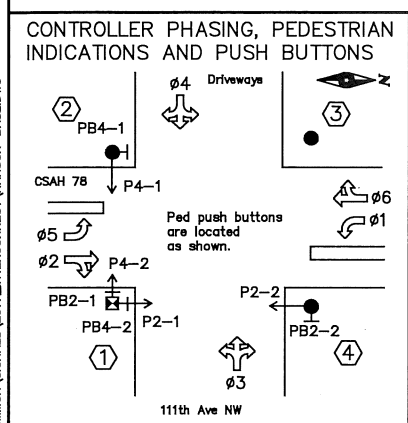 CONTROLLER PHASING, PEDESTRIAN
INDICATIONS AND PUSH BUTTONS
ø4
Driveways
N
2
3
PB4-1
CSAH 78
P4-1
ø6
ø1
Ped push buttons
are located
as shown.
ø5
ø2
P4-2
PB2-1
P2-1
P2-2
PB4-2
PB2-2
1
4
ø3
111th Ave NW